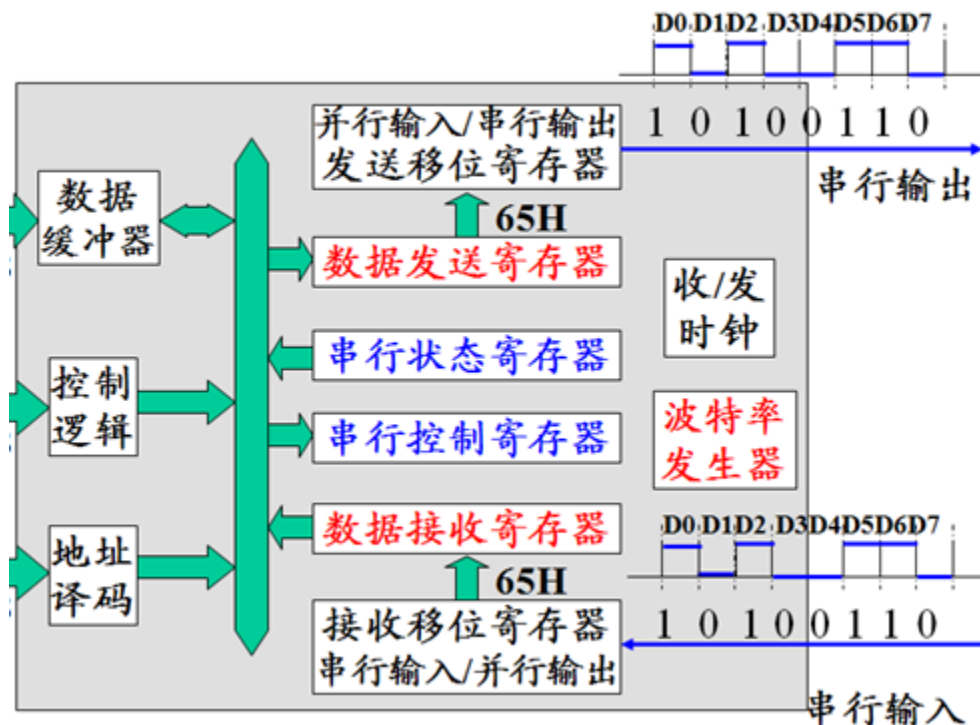 D0 D1 D2 D3 D4 D5 D6 D7
1 0 1 0 0 1 1 0
串行输出
并行输入/串行输出
发送移位寄存器
65H
数据发送寄存器
数据
缓冲器
收/发
时钟
串行状态寄存器
控制
逻辑
串行控制寄存器
波特率
发生器
数据接收寄存器
D0 D1 D2 D3 D4 D5 D6 D7
65H
地址
译码
接收移位寄存器
串行输入/并行输出
1 0 1 0 0 1 1 0
串行输入